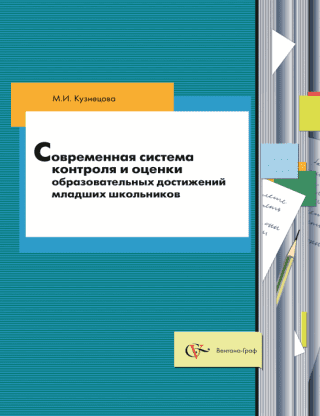 М.И. Кузнецова
Современная система
контроля и оценки
образовательных достижений
младших школьников
Вентана-Граф